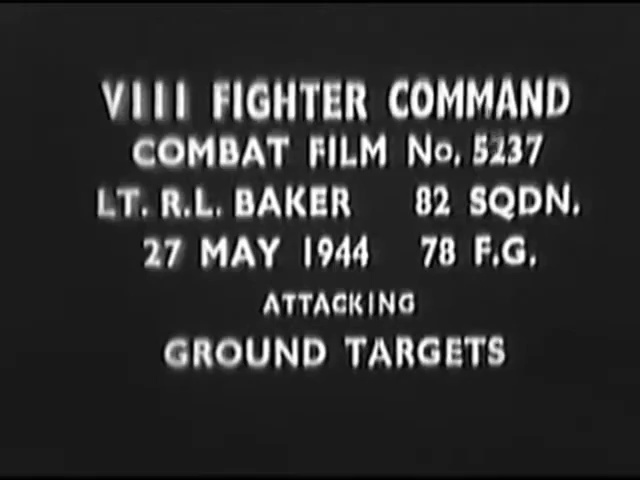 VIII FIGHTER COMMAND
COMBAT FILM No. 5237
LT. R.L. BAKER 82 SQDN.
27 MAY 1944 78 F.G.
ATTACKING
GROUND TARGETS